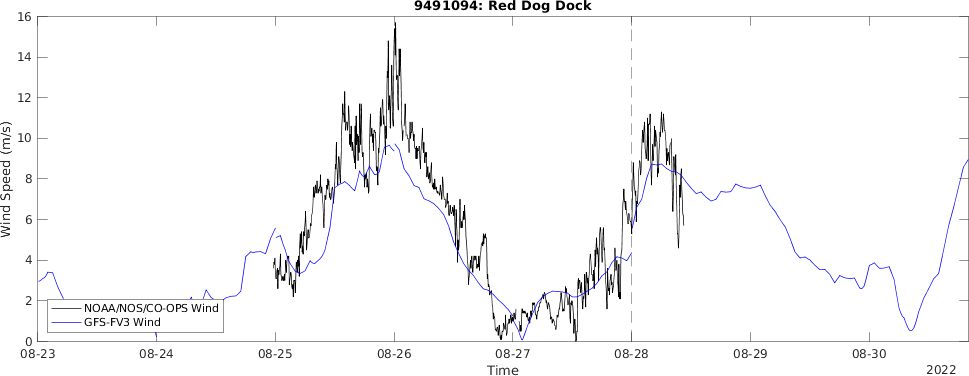 9491094: Red Dog Dock
16
14
12
10
8
6
4
2
0
Wind Speed (m/s)
NOAA/NOS/CO-OPS Wind
GFS-FV3 Wind
08-23 08-24 08-25 08-26 08-27 08-28 08-29 08-30
Time
2022